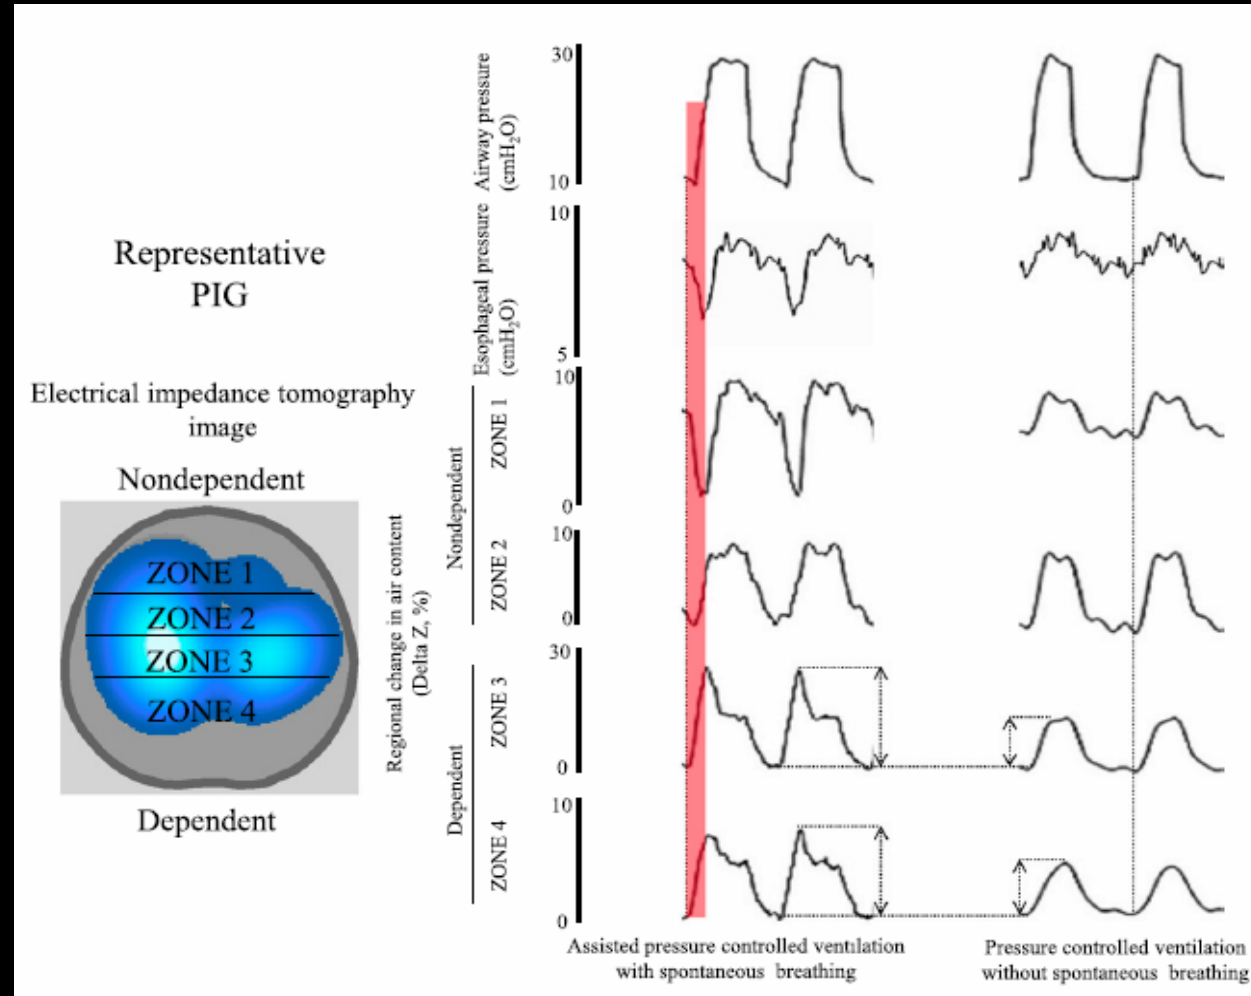 Representative
PIG
Electrical impedance tomography
image
Nondependent
ZONE 1
ZONE 2
ZONE 3
ZONE 4
Dependent
Airway pressure
(cmH2O)
30
10
Esophageal pressure
(cmH2O)
10
5
Regional change in air content
(Delta Z, %)
Nondependent
ZONE 1
10
0
ZONE 2
10
0
Dependent
ZONE 3
30
0
ZONE 4
10
0
Assisted pressure controlled ventilation
with spontaneous breathing
Pressure controlled ventilation
without spontaneous breathing